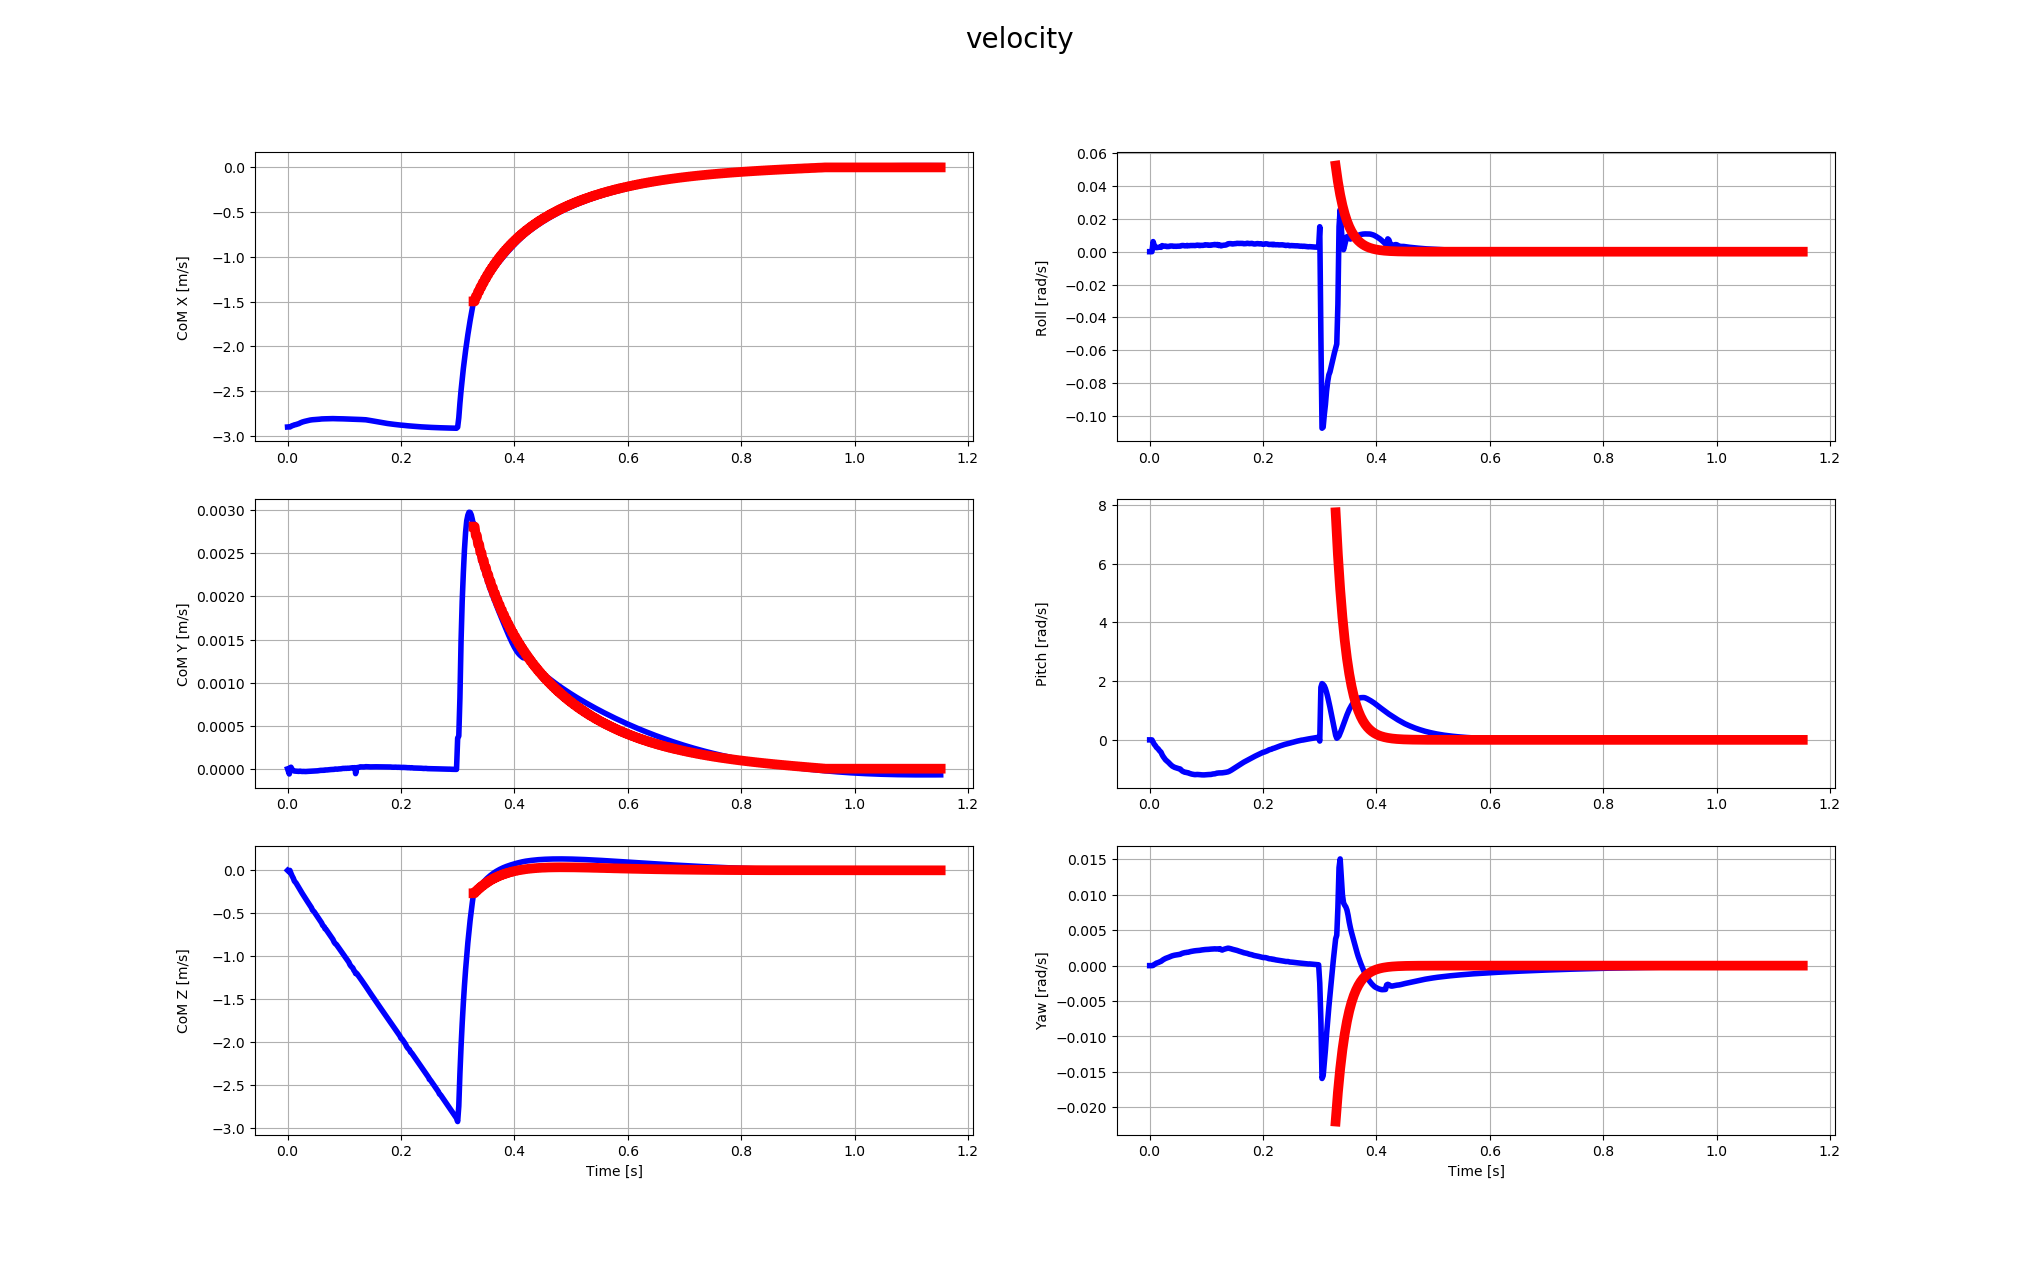 velocity
CoM X [m/s]
0.0
−0.5
−1.0
−1.5
−2.0
−2.5
−3.0
0.0 0.2 0.4 0.6 0.8 1.0 1.2
Roll [rad/s]
0.06
0.04
0.02
0.00
−0.02
−0.04
−0.06
−0.08
−0.10
0.0 0.2 0.4 0.6 0.8 1.0 1.2
CoM Y [m/s]
0.0030
0.0025
0.0020
0.0015
0.0010
0.0005
0.0000
0.0 0.2 0.4 0.6 0.8 1.0 1.2
Pitch [rad/s]
8
6
4
2
0
0.0 0.2 0.4 0.6 0.8 1.0 1.2
CoM Z [m/s]
0.0
−0.5
−1.0
−1.5
−2.0
−2.5
−3.0
0.0 0.2 0.4 0.6 0.8 1.0 1.2
Time [s]
Yaw [rad/s]
0.015
0.010
0.005
0.000
−0.005
−0.010
−0.015
−0.020
0.0 0.2 0.4 0.6 0.8 1.0 1.2
Time [s]